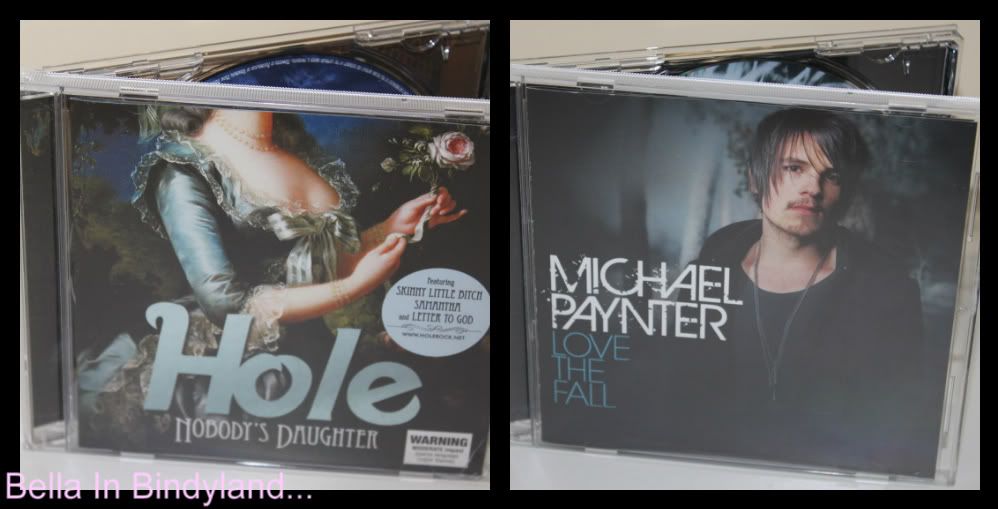 Featuring
SKINNY LITTLE BITCH
SAMANTHA
and LETTER TO GOD
WWW.HOLEROCK.NET
Hole
NOBODY'S DAUGHTER
WARNING
MICHAEL
PAYNTER
LOVE
THE
FALL
Bella In Bindyland...